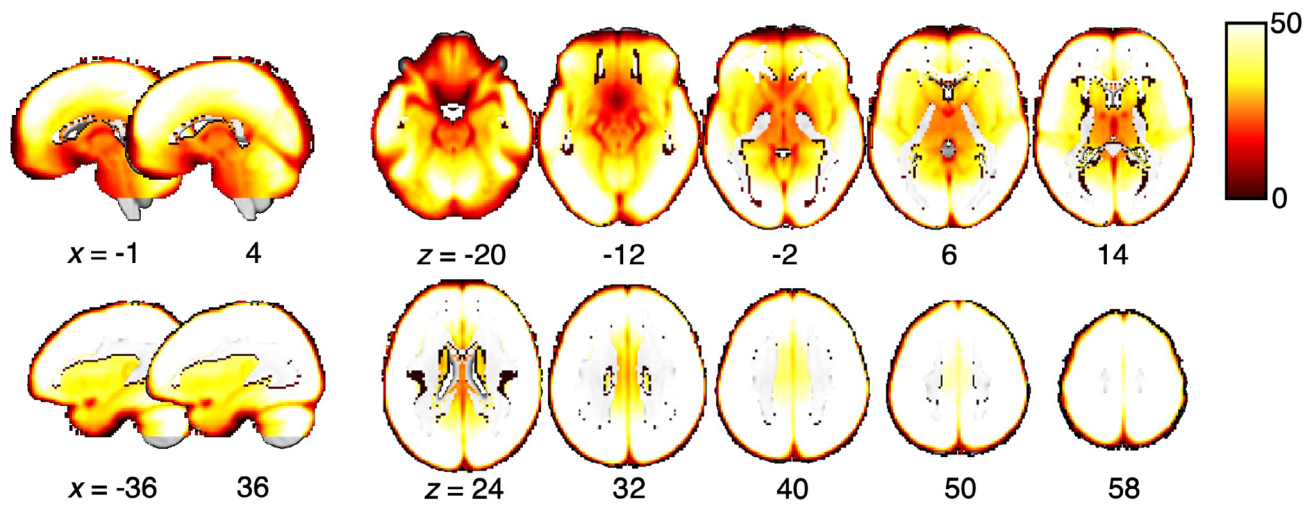 50
0
x = -1 4 z = -20 -12 -2 6 14
x = -36 36 z = 24 32 40 50 58